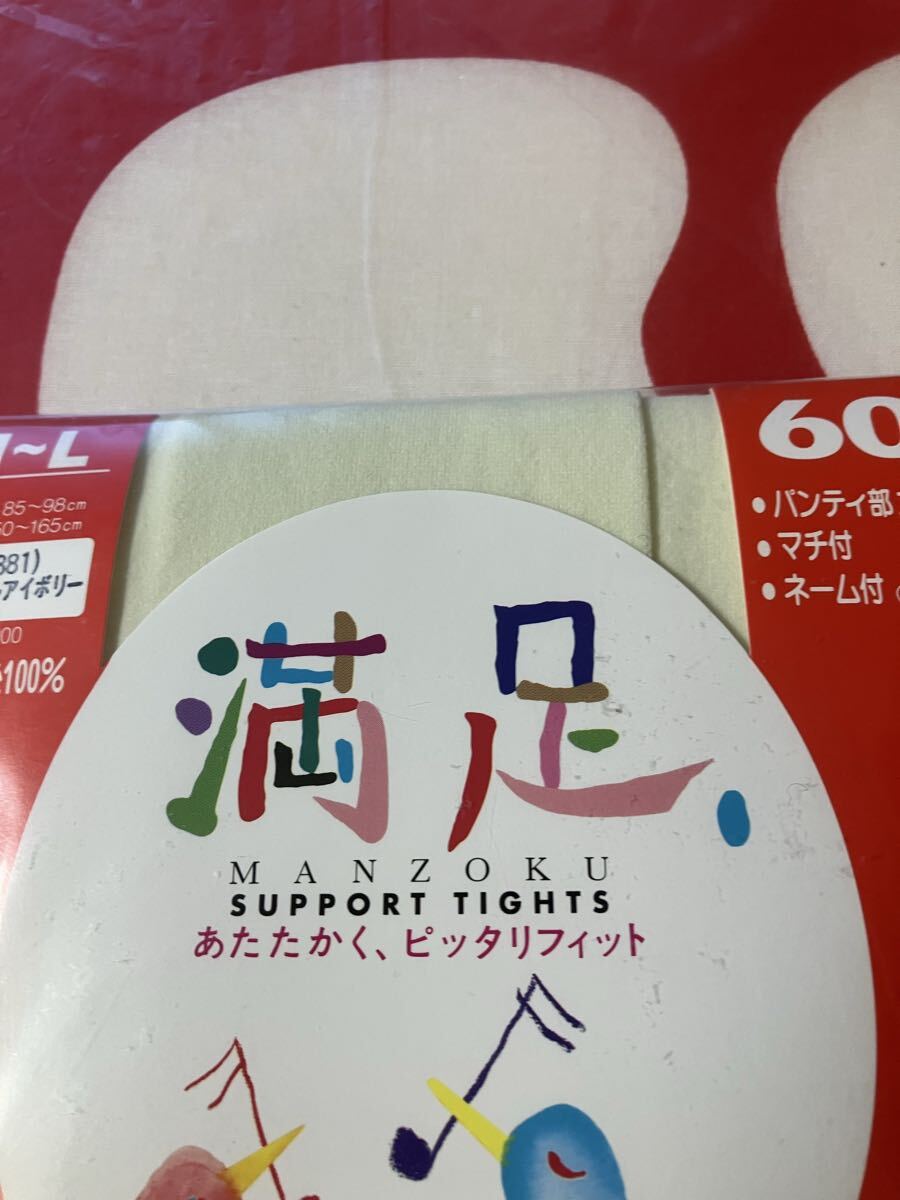 ~L
85~98cm
0~165cm
381)
アイボリー
00
100%
60
•パンティ部
•マチ付
•ネーム付
満足。
MANZOKU
SUPPORT TIGHTS
あたたかく、ピッタリフィット